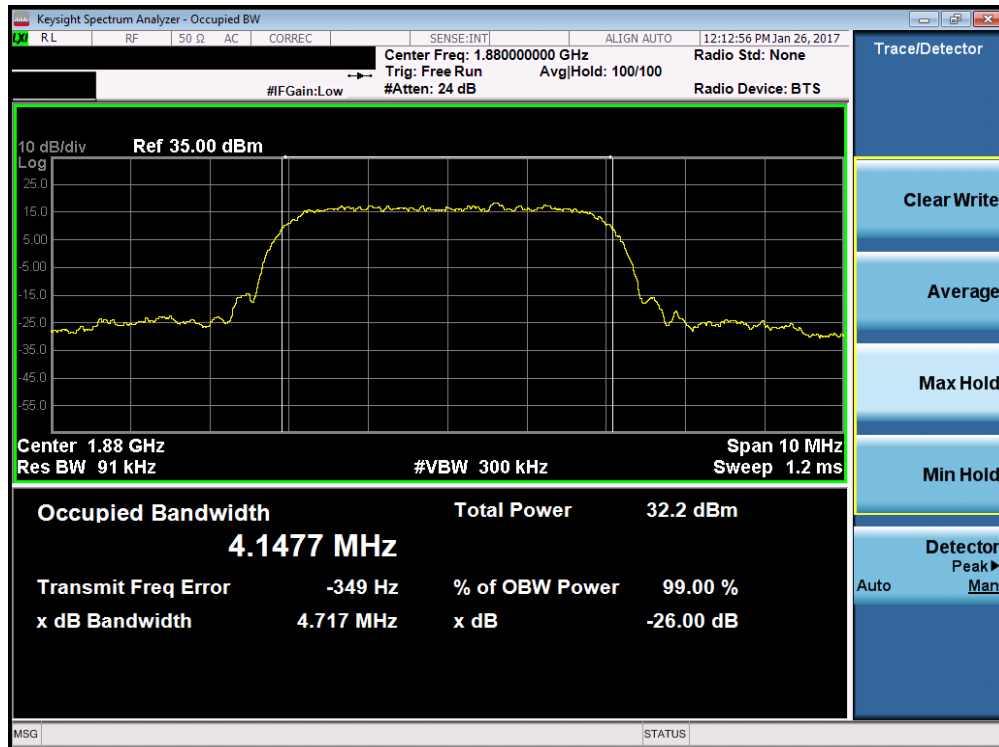 Keysight Spectrum Analyzer - Occupied BW
LXI RL RF 50 Ω AC CORREC SENSE:INT ALIGN AUTO 12:12:56 PM Jan 26, 2017
Center Freq: 1.880000000 GHz Radio Std: None
Trig: Free Run Avg|Hold: 100/100
#IFGain:Low #Atten: 24 dB Radio Device: BTS
Trace/Detector
10 dB/div Ref 35.00 dBm
Log
25.0
15.0
5.00
-5.00
-15.0
-25.0
-35.0
-45.0
-55.0
Center 1.88 GHz Span 10 MHz
Res BW 91 kHz #VBW 300 kHz Sweep 1.2 ms
Occupied Bandwidth Total Power 32.2 dBm
4.1477 MHz
Transmit Freq Error -349 Hz % of OBW Power 99.00 %
x dB Bandwidth 4.717 MHz x dB -26.00 dB
Clear Write
Average
Max Hold
Min Hold
Detector
Peak▶
Auto Man
MSG STATUS